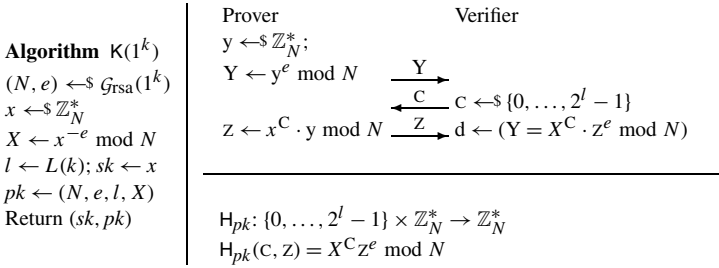 Algorithm K(1^k)
(N, e) ←$ G_rsa(1^k)
x ←$ ℤ*_N
X ← x^{-e} mod N
l ← L(k); sk ← x
pk ← (N, e, l, X)
Return (sk, pk)
Prover Verifier
y ←$ ℤ*_N;
Y ← y^e mod N Y
C C ←$ {0, . . . , 2^l − 1}
Z ← x^C · y mod N Z d ← (Y = X^C · Z^e mod N)
H_pk: {0, . . . , 2^l − 1} × ℤ*_N → ℤ*_N
H_pk(C, Z) = X^C Z^e mod N